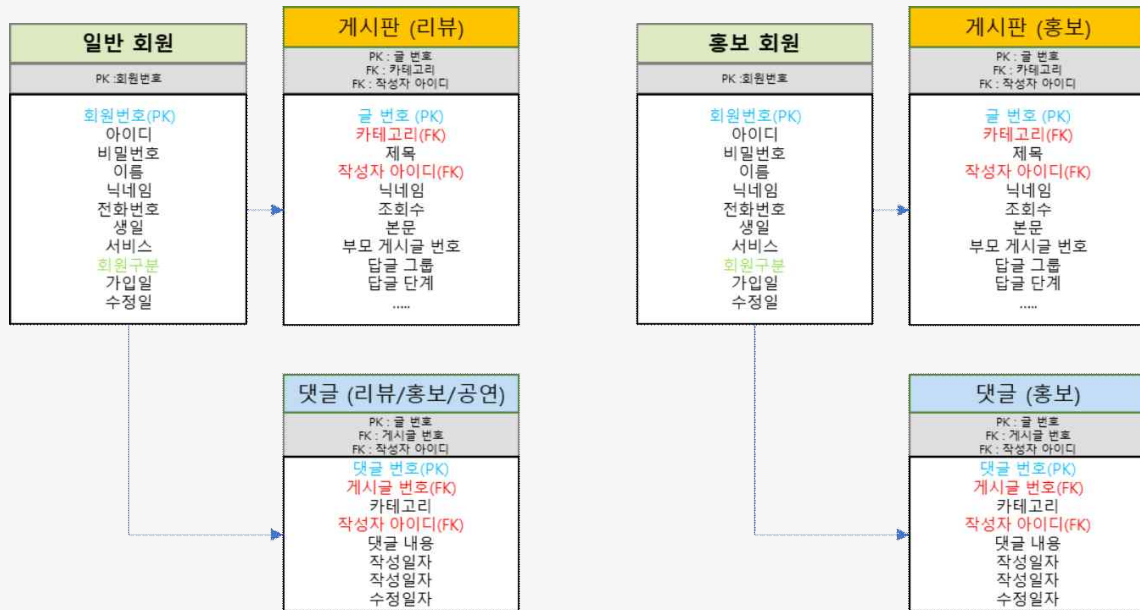 일반 회원
PK :회원번호
회원번호(PK)
아이디
비밀번호
이름
닉네임
전화번호
생일
서비스
회원구분
가입일
수정일
게시판 (리뷰)
PK : 글 번호
FK : 카테고리
FK : 작성자 아이디
글 번호 (PK)
카테고리(FK)
제목
작성자 아이디(FK)
닉네임
조회수
본문
부모 게시글 번호
답글 그룹
답글 단계
.....
댓글 (리뷰/홍보/공연)
PK : 글 번호
FK : 게시글 번호
FK : 작성자 아이디
댓글 번호(PK)
게시글 번호(FK)
카테고리
작성자 아이디(FK)
댓글 내용
작성일자
작성일자
수정일자
홍보 회원
PK :회원번호
회원번호(PK)
아이디
비밀번호
이름
닉네임
전화번호
생일
서비스
회원구분
가입일
수정일
게시판 (홍보)
PK : 글 번호
FK : 카테고리
FK : 작성자 아이디
글 번호 (PK)
카테고리(FK)
제목
작성자 아이디(FK)
닉네임
조회수
본문
부모 게시글 번호
답글 그룹
답글 단계
.....
댓글 (홍보)
PK : 글 번호
FK : 게시글 번호
FK : 작성자 아이디
댓글 번호(PK)
게시글 번호(FK)
카테고리
작성자 아이디(FK)
댓글 내용
작성일자
작성일자
수정일자